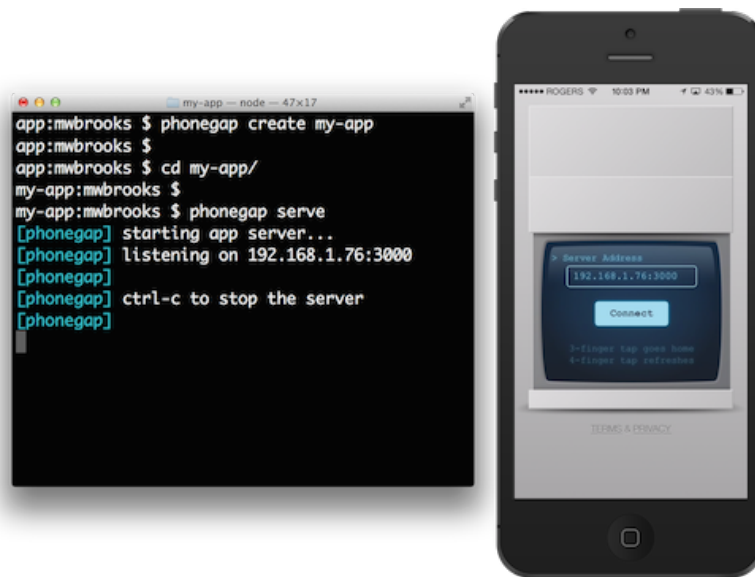 my-app — node — 47×17
app:mwbrooks $ phonegap create my-app
app:mwbrooks $
app:mwbrooks $ cd my-app/
my-app:mwbrooks $
my-app:mwbrooks $ phonegap serve
[phonegap] starting app server...
[phonegap] listening on 192.168.1.76:3000
[phonegap]
[phonegap] ctrl-c to stop the server
[phonegap]
ROGERS 10:03 PM 43%
> Server Address
192.168.1.76:3000
Connect
3-finger tap goes home
4-finger tap refreshes
TERMS & PRIVACY